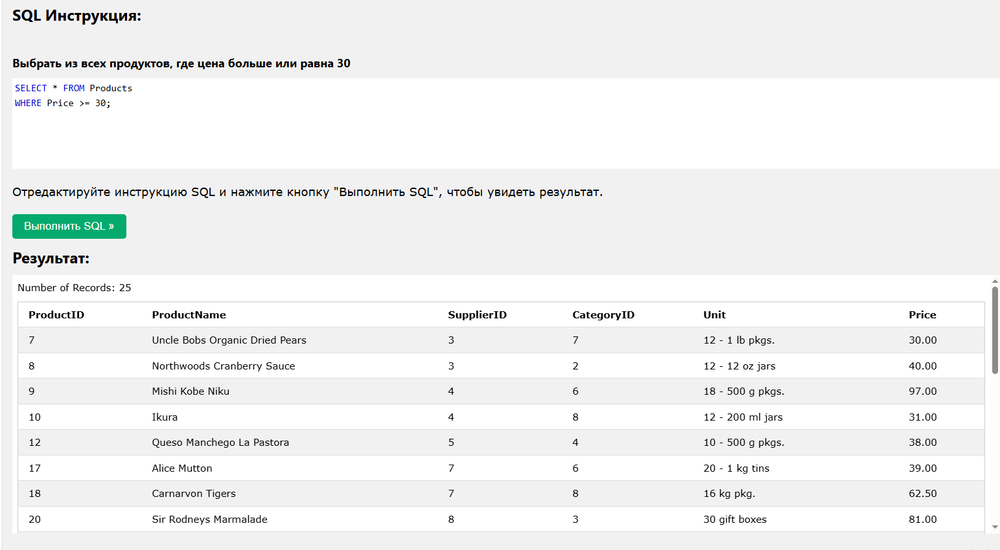 SQL Инструкция:
Выбрать из всех продуктов, где цена больше или равна 30
SELECT * FROM Products
WHERE Price >= 30;
Отредактируйте инструкцию SQL и нажмите кнопку "Выполнить SQL", чтобы увидеть результат.
Выполнить SQL »
Результат:
Number of Records: 25
ProductID ProductName SupplierID CategoryID Unit Price
7 Uncle Bobs Organic Dried Pears 3 7 12 - 1 lb pkgs. 30.00
8 Northwoods Cranberry Sauce 3 2 12 - 12 oz jars 40.00
9 Mishi Kobe Niku 4 6 18 - 500 g pkgs. 97.00
10 Ikura 4 8 12 - 200 ml jars 31.00
12 Queso Manchego La Pastora 5 4 10 - 500 g pkgs. 38.00
17 Alice Mutton 7 6 20 - 1 kg tins 39.00
18 Carnarvon Tigers 7 8 16 kg pkg. 62.50
20 Sir Rodneys Marmalade 8 3 30 gift boxes 81.00